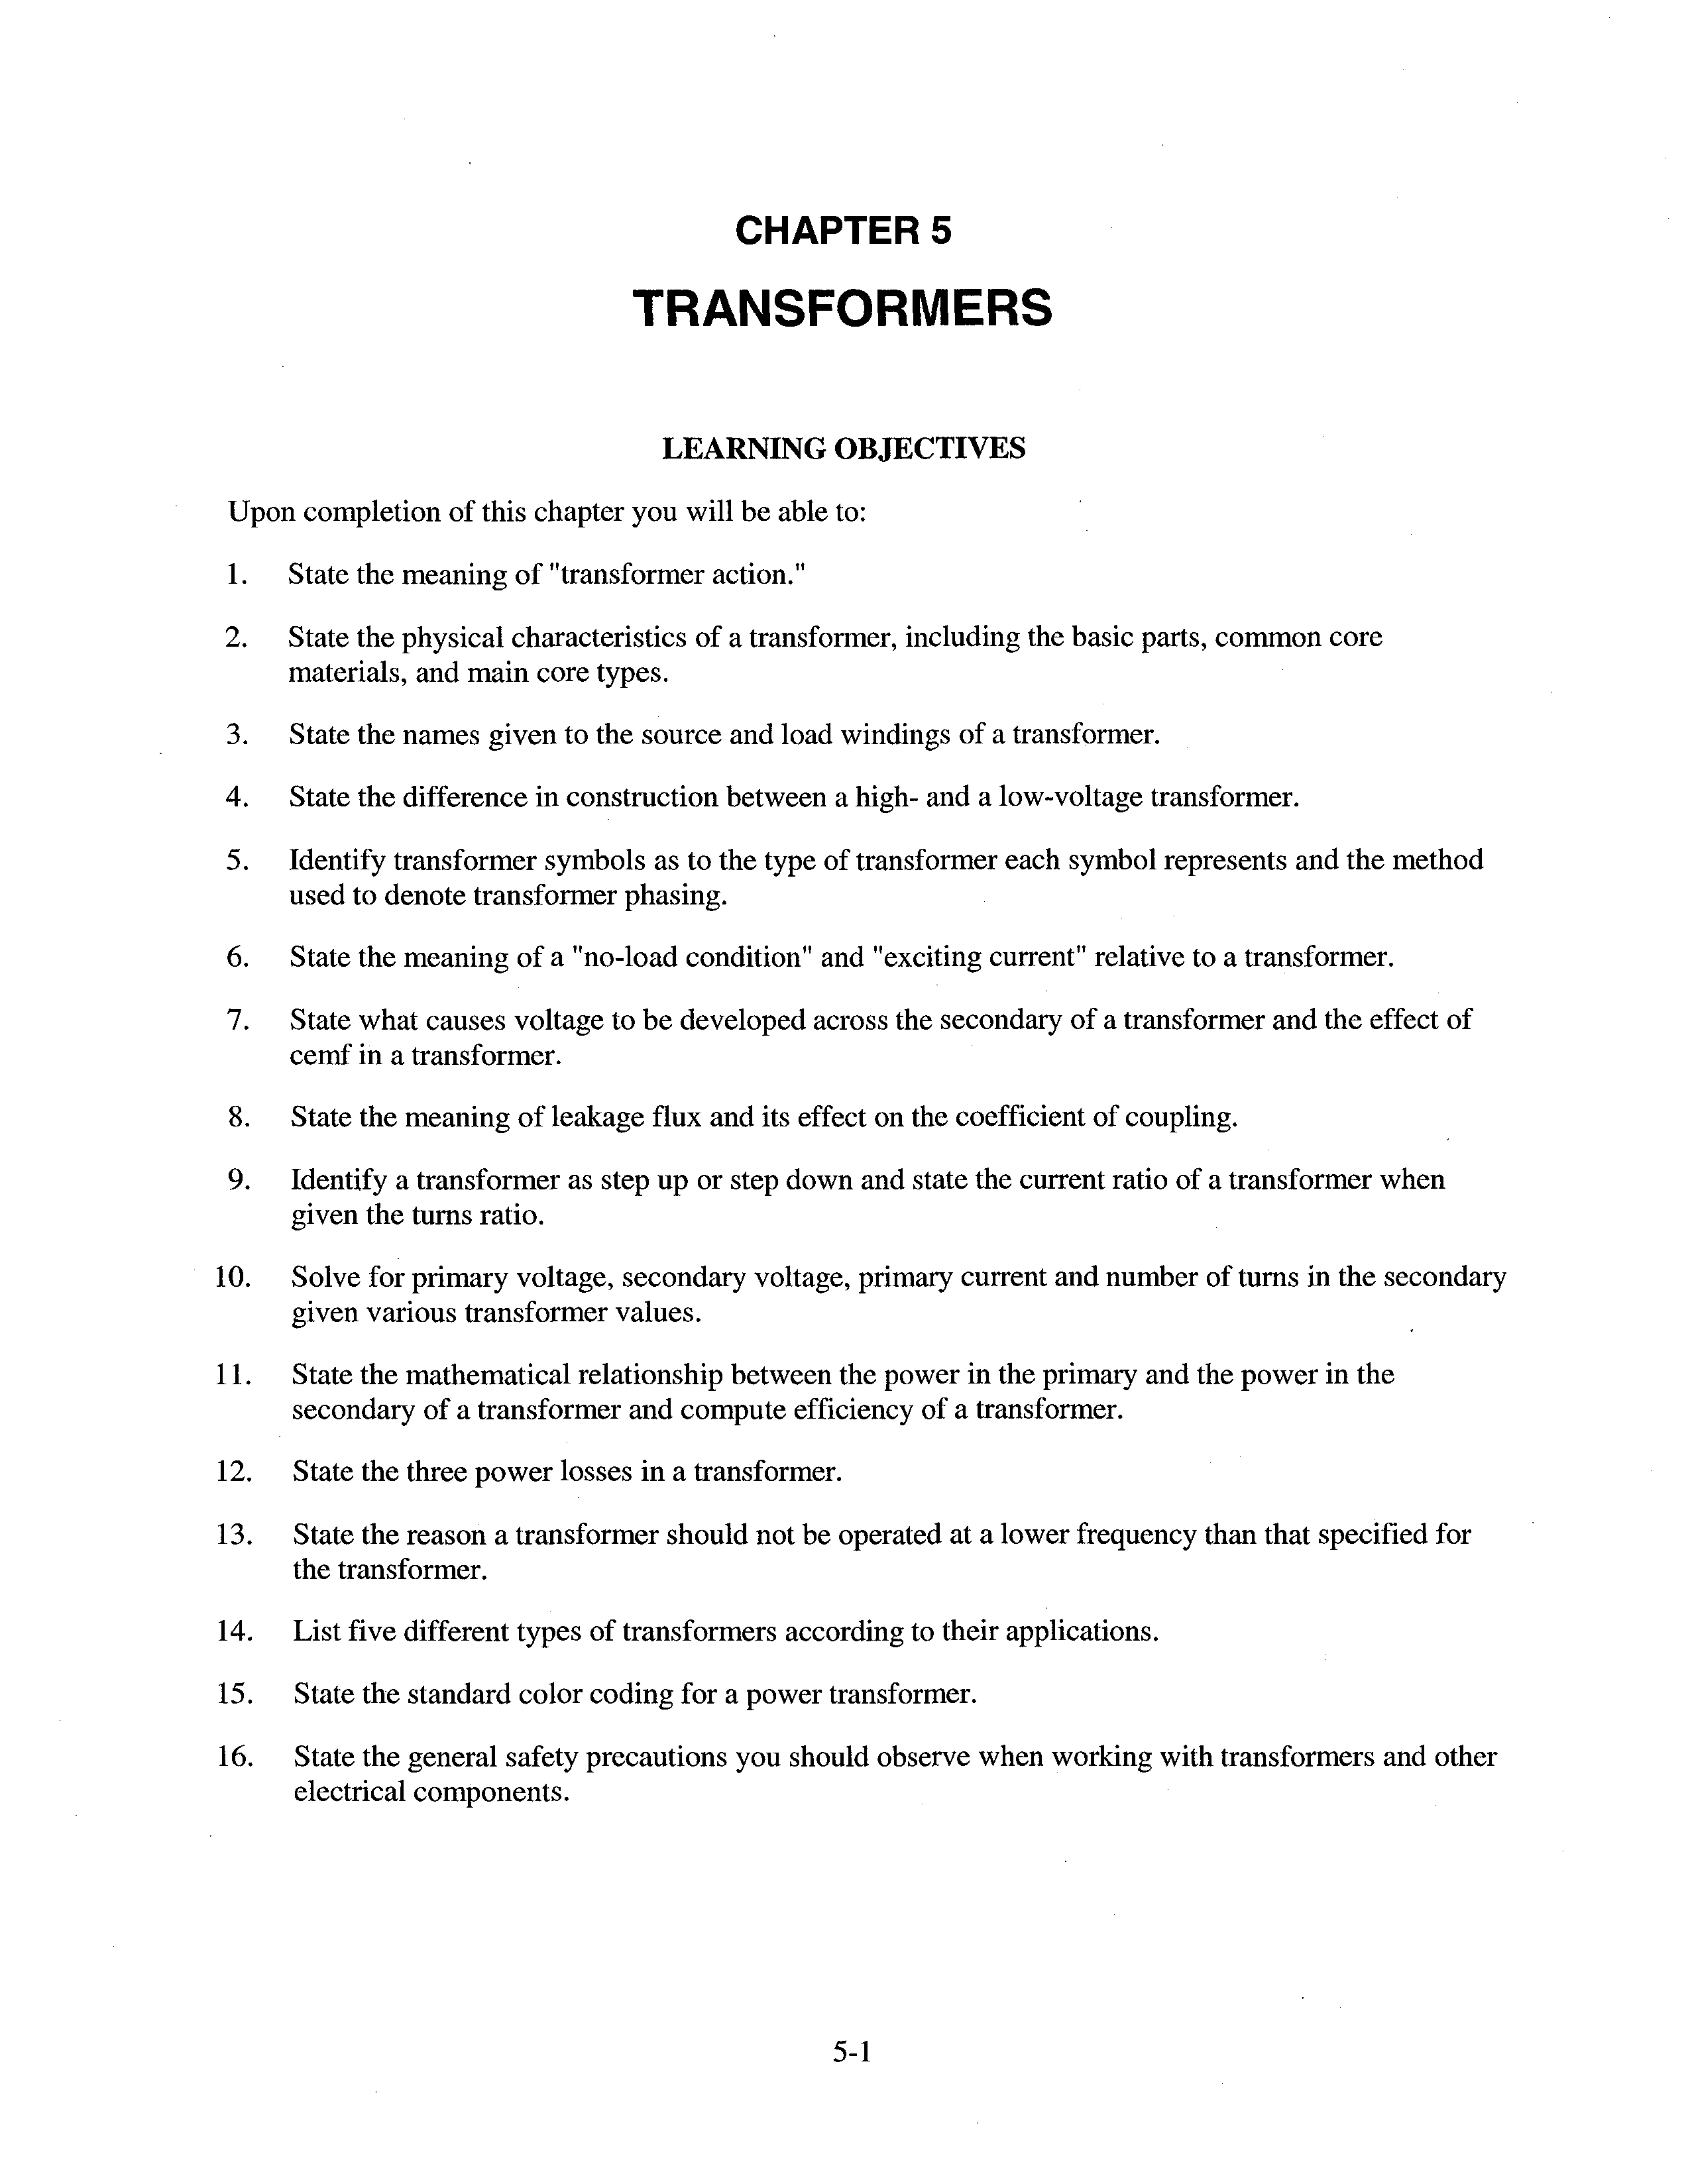 CHAPTER 5
TRANSFORMERS
LEARNING OBJECTIVES
Upon completion of this chapter you will be able to:
1. State the meaning of "transformer action."
2. State the physical characteristics of a transformer, including the basic parts, common core
materials, and main core types.
3. State the names given to the source and load windings of a transformer.
4. State the difference in construction between a high- and a low-voltage transformer.
5. Identify transformer symbols as to the type of transformer each symbol represents and the method
used to denote transformer phasing.
6. State the meaning of a "no-load condition" and "exciting current" relative to a transformer.
7. State what causes voltage to be developed across the secondary of a transformer and the effect of
cemf in a transformer.
8. State the meaning of leakage flux and its effect on the coefficient of coupling.
9. Identify a transformer as step up or step down and state the current ratio of a transformer when
given the turns ratio.
10. Solve for primary voltage, secondary voltage, primary current and number of turns in the secondary
given various transformer values.
11. State the mathematical relationship between the power in the primary and the power in the
secondary of a transformer and compute efficiency of a transformer.
12. State the three power losses in a transformer.
13. State the reason a transformer should not be operated at a lower frequency than that specified for
the transformer.
14. List five different types of transformers according to their applications.
15. State the standard color coding for a power transformer.
16. State the general safety precautions you should observe when working with transformers and other
electrical components.
5-1